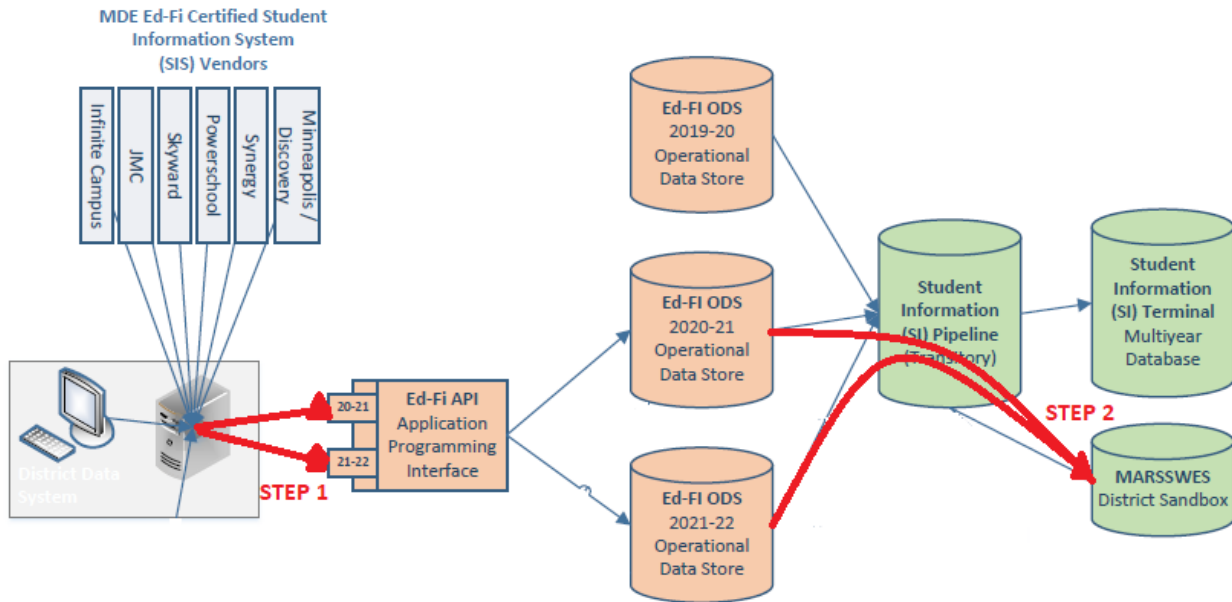 MDE Ed-Fi Certified Student
Information System
(SIS) Vendors
Infinite Campus
JMC
Skyward
Powerschool
Synergy
Minneapolis /
Discovery
District Data
System
STEP 1
20-21
21-22
Ed-Fi API
Application
Programming
Interface
Ed-FI ODS
2019-20
Operational
Data Store
Ed-FI ODS
2020-21
Operational
Data Store
Ed-FI ODS
2021-22
Operational
Data Store
Student
Information
(SI) Pipeline
(Transitory)
Student
Information
(SI) Terminal
Multiyear
Database
STEP 2
MARSSWES
District Sandbox